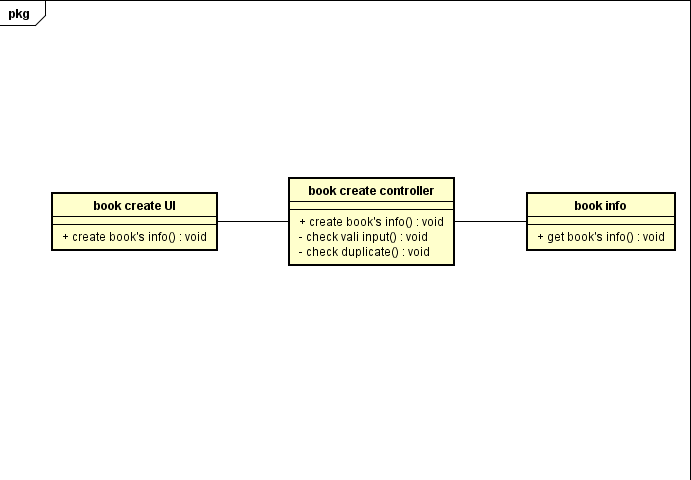 pkg
book create UI
+ create book's info() : void
book create controller
+ create book's info() : void
- check vali input() : void
- check duplicate() : void
book info
+ get book's info() : void